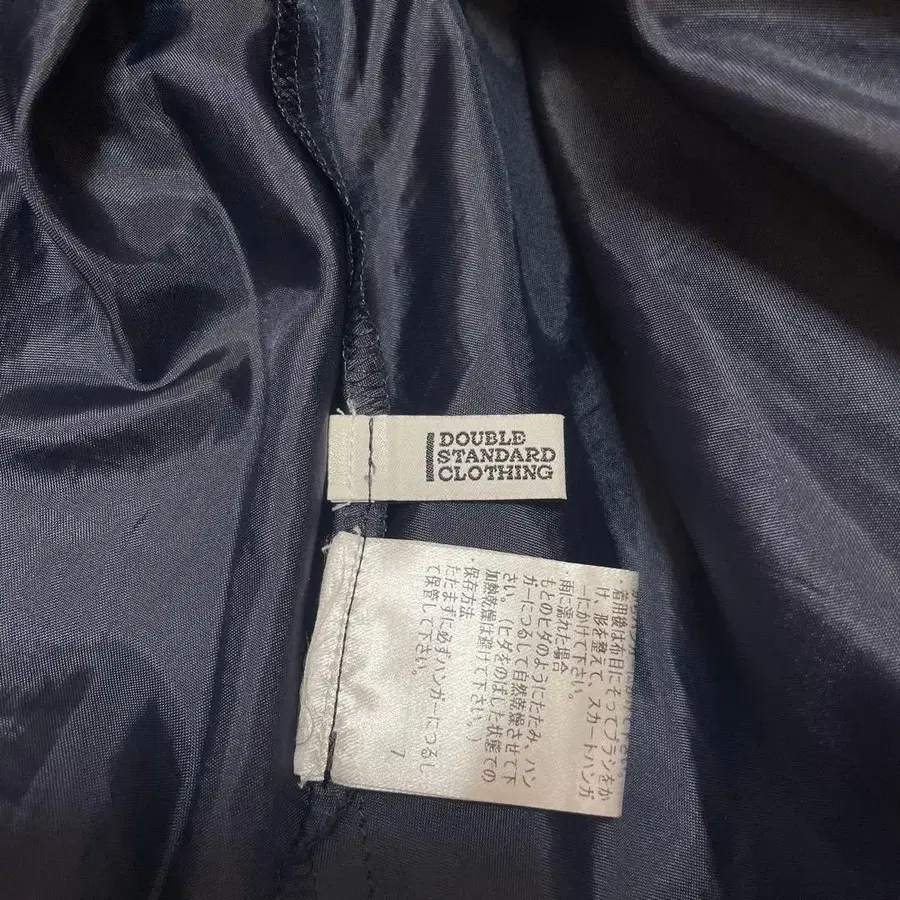 DOUBLE
STANDARD
CLOTHING
・着用後は布目にそってブラシをか
け、形を整えて、スカートハンガ
ーにかけて下さい。
・雨に濡れた場合
もとのヒダのようにたたみ、ハン
ガーにつるして自然乾燥させて下
さい。(ヒダをのばした状態での
加熱乾燥は避けて下さい。)
・保存方法
たたまずに必ずハンガーにつるし
て保管して下さい。
7